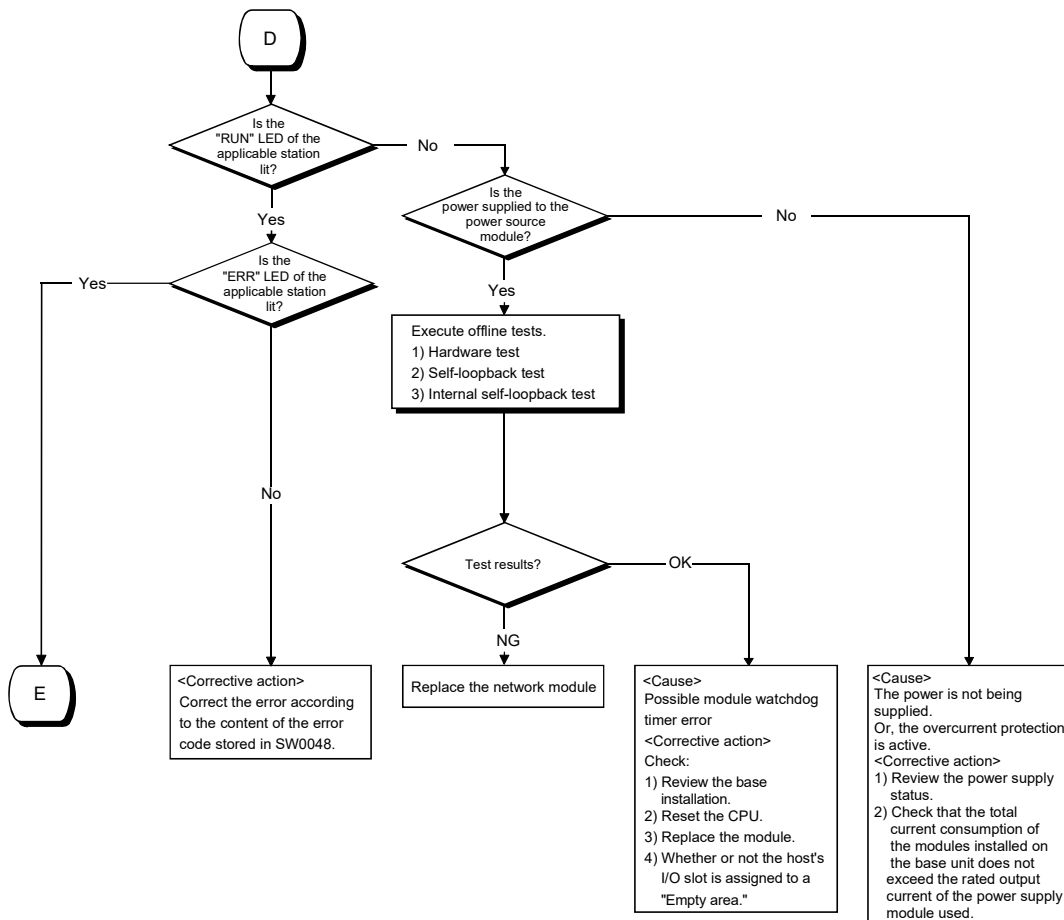 D
Is the
"RUN" LED of the
applicable station
lit?
No
Is the
power supplied to the
power source
module?
No
Yes
Is the
"ERR" LED of the
applicable station
lit?
Yes
Yes
Execute offline tests.
1) Hardware test
2) Self-loopback test
3) Internal self-loopback test
No
Test results?
OK
NG
E
<Corrective action>
Correct the error according
to the content of the error
code stored in SW0048.
Replace the network module
<Cause>
Possible module watchdog
timer error
<Corrective action>
Check:
1) Review the base
installation.
2) Reset the CPU.
3) Replace the module.
4) Whether or not the host's
I/O slot is assigned to a
"Empty area."
<Cause>
The power is not being
supplied.
Or, the overcurrent protection
is active.
<Corrective action>
1) Review the power supply
status.
2) Check that the total
current consumption of
the modules installed on
the base unit does not
exceed the rated output
current of the power supply
module used.